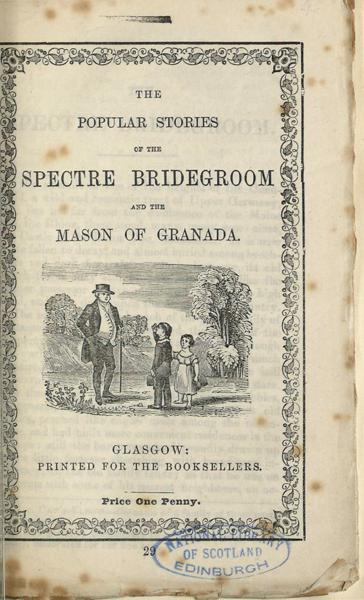 THE
POPULAR STORIES
OF THE
SPECTRE BRIDEGROOM
AND THE
MASON OF GRANADA.
GLASGOW:
PRINTED FOR THE BOOKSELLERS.
Price One Penny.
29
NATIONAL LIBRARY
OF SCOTLAND
EDINBURGH